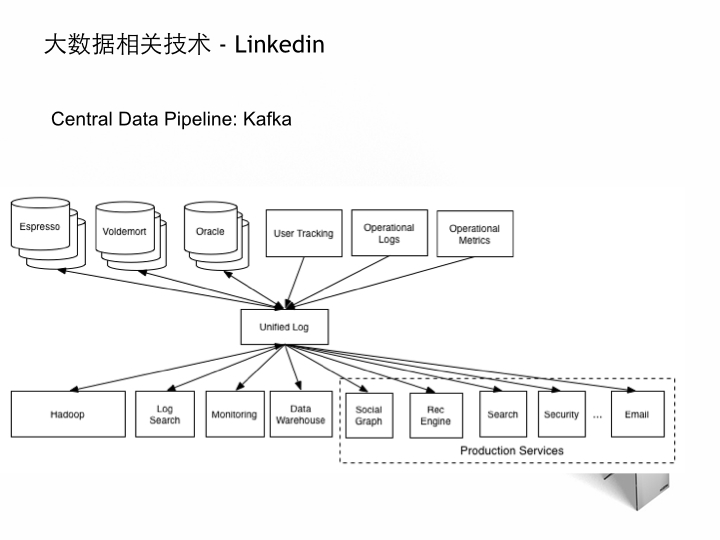 大数据相关技术 - Linkedin
Central Data Pipeline: Kafka
Espresso
Voldemort
Oracle
User Tracking
Operational
Logs
Operational
Metrics
Unified Log
Hadoop
Log
Search
Monitoring
Data
Warehouse
Social
Graph
Rec
Engine
Search
Security
...
Email
Production Services